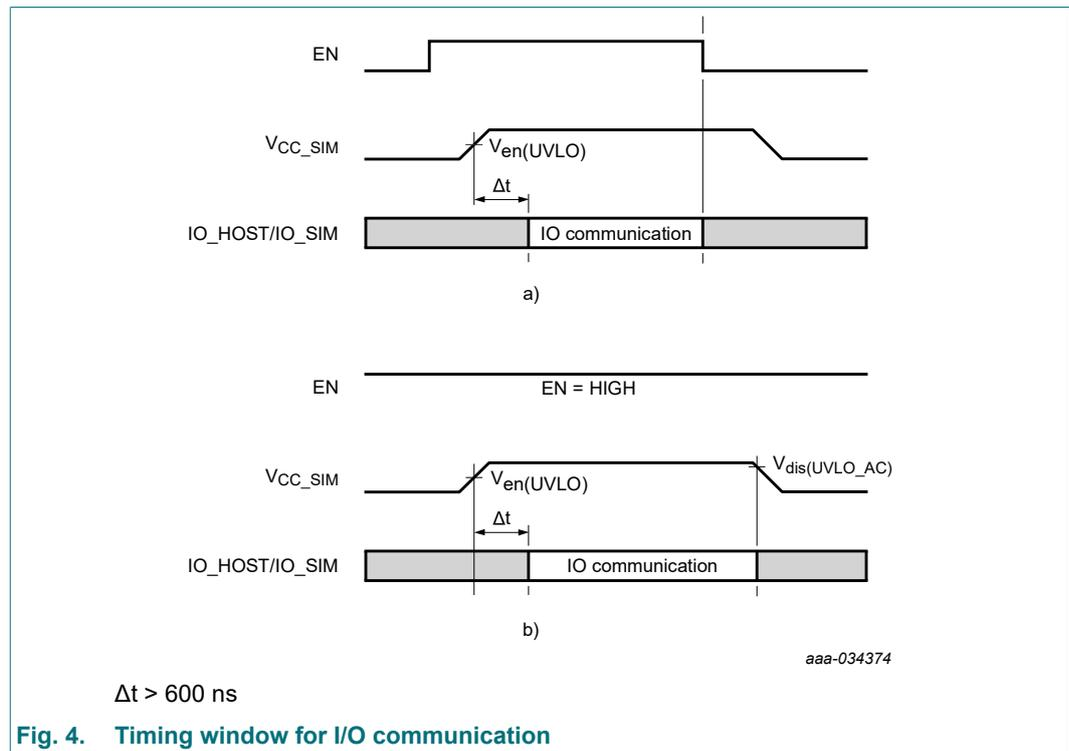 EN
V_CC_SIM
V_en(UVLO)
Δt
IO_HOST/IO_SIM
IO communication
a)
EN
EN = HIGH
V_CC_SIM
V_en(UVLO)
V_dis(UVLO_AC)
Δt
IO_HOST/IO_SIM
IO communication
b)
aaa-034374
Δt > 600 ns
Fig. 4. Timing window for I/O communication